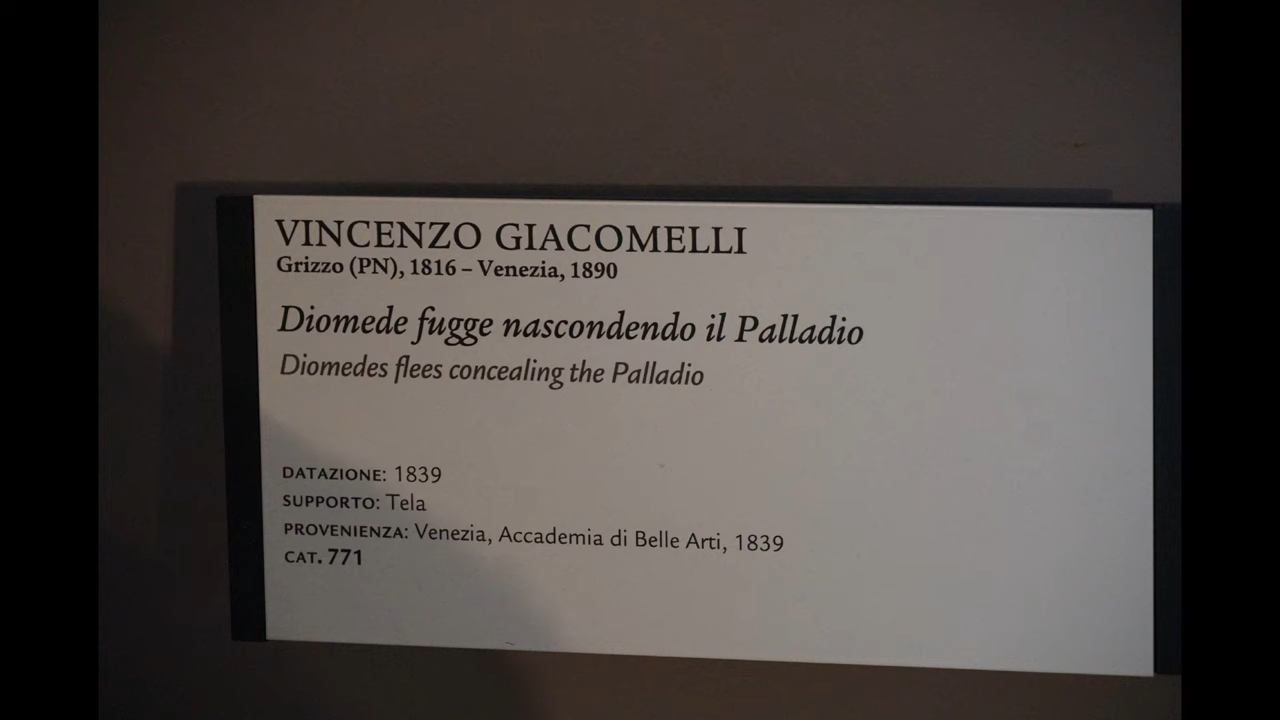 VINCENZO GIACOMELLI
Grizzo (PN), 1816 – Venezia, 1890
Diomede fugge nascondendo il Palladio
Diomedes flees concealing the Palladio
DATAZIONE: 1839
SUPPORTO: Tela
PROVENIENZA: Venezia, Accademia di Belle Arti, 1839
CAT. 771